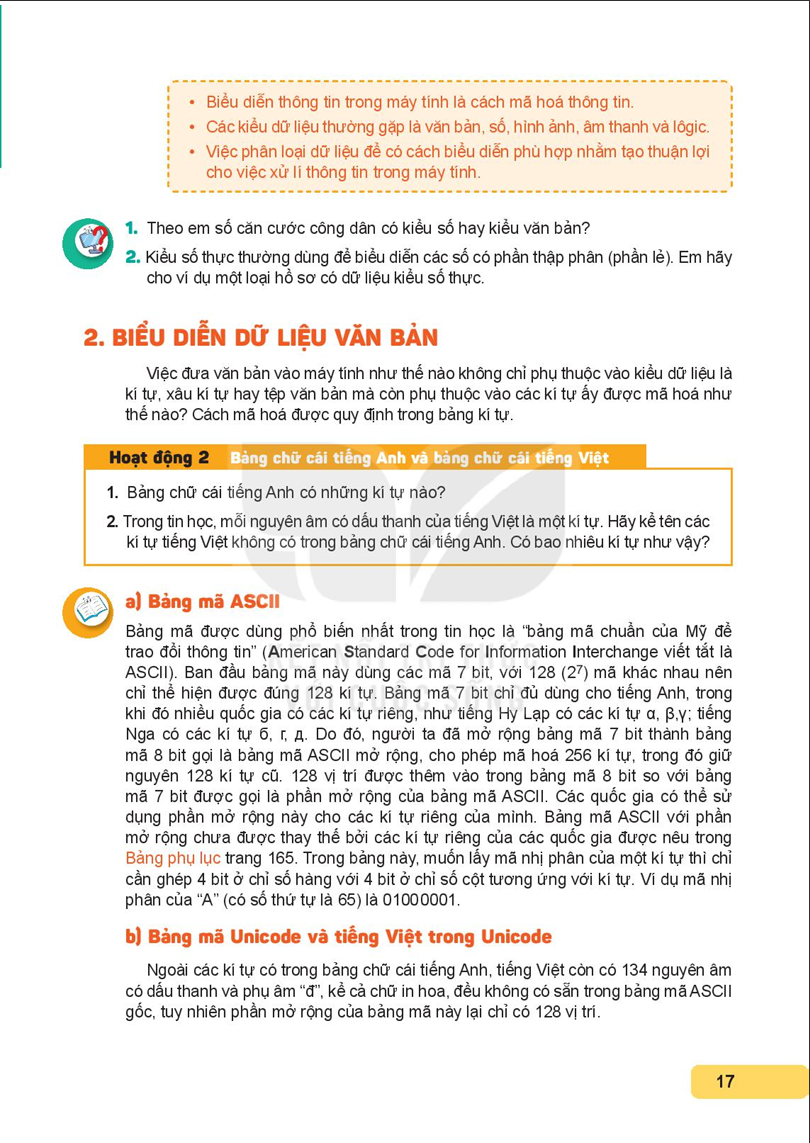 • Biểu diễn thông tin trong máy tính là cách mã hoá thông tin.
• Các kiểu dữ liệu thường gặp là văn bản, số, hình ảnh, âm thanh và lôgic.
• Việc phân loại dữ liệu để có cách biểu diễn phù hợp nhằm tạo thuận lợi
cho việc xử lí thông tin trong máy tính.
1. Theo em số căn cước công dân có kiểu số hay kiểu văn bản?
2. Kiểu số thực thường dùng để biểu diễn các số có phần thập phân (phần lẻ). Em hãy
cho ví dụ một loại hồ sơ có dữ liệu kiểu số thực.
2. BIỂU DIỄN DỮ LIỆU VĂN BẢN
Việc đưa văn bản vào máy tính như thế nào không chỉ phụ thuộc vào kiểu dữ liệu là
kí tự, xâu kí tự hay tệp văn bản mà còn phụ thuộc vào các kí tự ấy được mã hoá như
thế nào? Cách mã hoá được quy định trong bảng kí tự.
Hoạt động 2 Bảng chữ cái tiếng Anh và bảng chữ cái tiếng Việt
1. Bảng chữ cái tiếng Anh có những kí tự nào?
2. Trong tin học, mỗi nguyên âm có dấu thanh của tiếng Việt là một kí tự. Hãy kể tên các
kí tự tiếng Việt không có trong bảng chữ cái tiếng Anh. Có bao nhiêu kí tự như vậy?
a) Bảng mã ASCII
Bảng mã được dùng phổ biến nhất trong tin học là “bảng mã chuẩn của Mỹ để
trao đổi thông tin” (American Standard Code for Information Interchange viết tắt là
ASCII). Ban đầu bảng mã này dùng các mã 7 bit, với 128 (2⁷) mã khác nhau nên
chỉ thể hiện được đúng 128 kí tự. Bảng mã 7 bit chỉ đủ dùng cho tiếng Anh, trong
khi đó nhiều quốc gia có các kí tự riêng, như tiếng Hy Lạp có các kí tự α, β,γ; tiếng
Nga có các kí tự б, г, д. Do đó, người ta đã mở rộng bảng mã 7 bit thành bảng
mã 8 bit gọi là bảng mã ASCII mở rộng, cho phép mã hoá 256 kí tự, trong đó giữ
nguyên 128 kí tự cũ. 128 vị trí được thêm vào trong bảng mã 8 bit so với bảng
mã 7 bit được gọi là phần mở rộng của bảng mã ASCII. Các quốc gia có thể sử
dụng phần mở rộng này cho các kí tự riêng của mình. Bảng mã ASCII với phần
mở rộng chưa được thay thế bởi các kí tự riêng của các quốc gia được nêu trong
Bảng phụ lục trang 165. Trong bảng này, muốn lấy mã nhị phân của một kí tự thì chỉ
cần ghép 4 bit ở chỉ số hàng với 4 bit ở chỉ số cột tương ứng với kí tự. Ví dụ mã nhị
phân của “A” (có số thứ tự là 65) là 01000001.
b) Bảng mã Unicode và tiếng Việt trong Unicode
Ngoài các kí tự có trong bảng chữ cái tiếng Anh, tiếng Việt còn có 134 nguyên âm
có dấu thanh và phụ âm “đ”, kể cả chữ in hoa, đều không có sẵn trong bảng mã ASCII
gốc, tuy nhiên phần mở rộng của bảng mã này lại chỉ có 128 vị trí.
KẾT NỐI TRI THỨC
VỚI CUỘC SỐNG
17